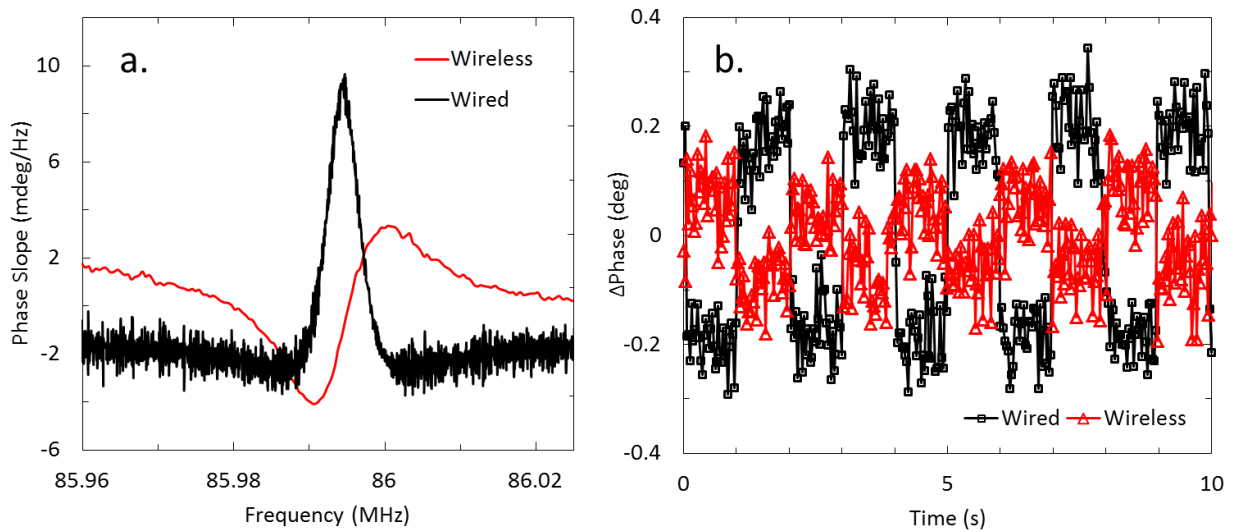 a.
Wireless
Wired
10
6
2
-2
-6
Phase Slope (mdeg/Hz)
85.96
85.98
86
86.02
Frequency (MHz)
b.
0.4
0.2
0
-0.2
-0.4
ΔPhase (deg)
Wired
Wireless
0
5
10
Time (s)